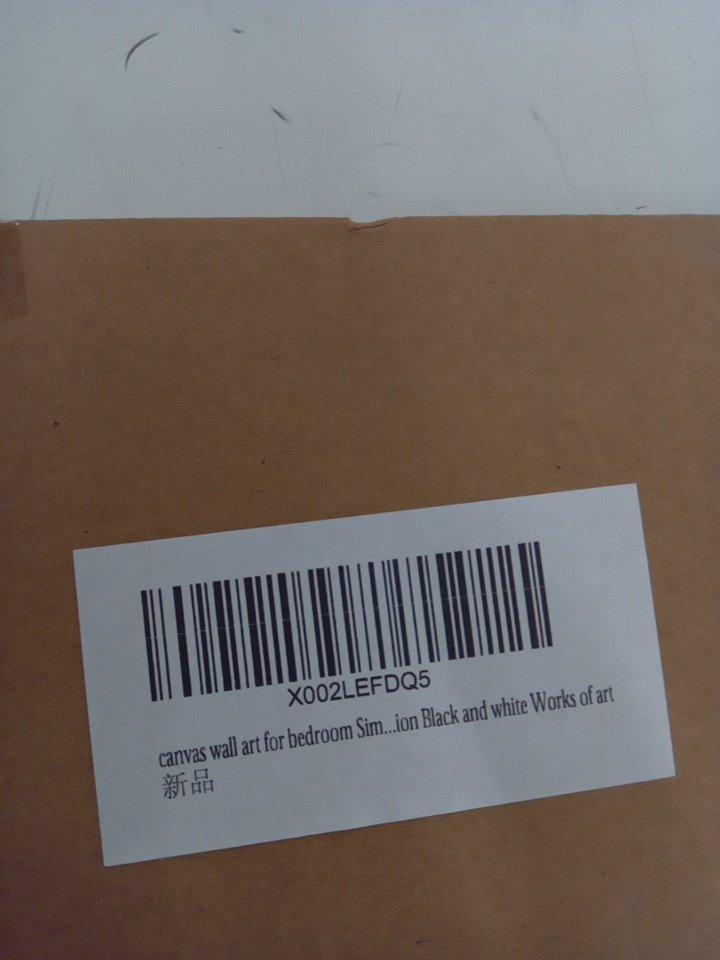 X002LEFDQ5
canvas wall art for bedroom Sim...ion Black and white Works of art
新品